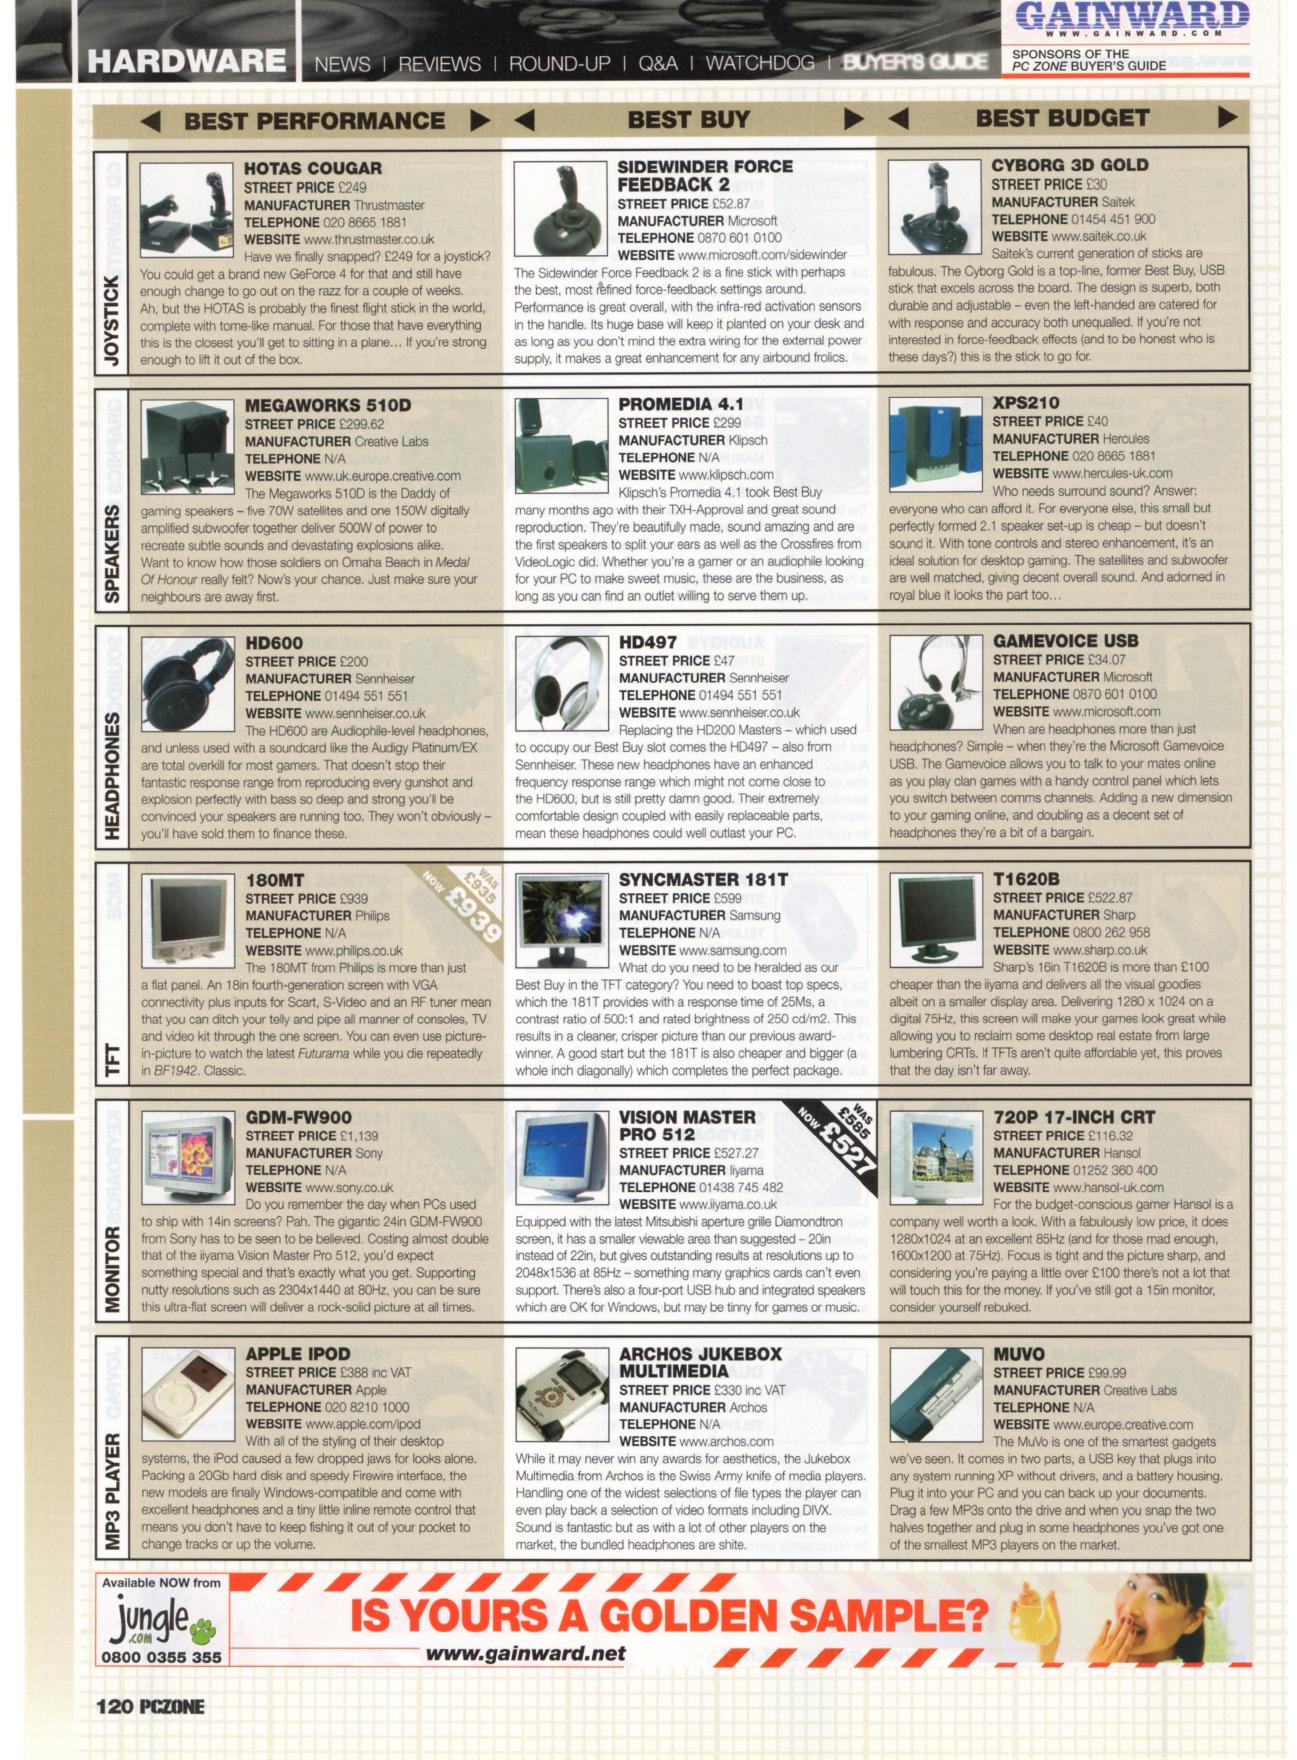 HARDWARE
NEWS | REVIEWS | ROUND-UP | Q&A | WATCHDOG | BUYER'S GUIDE
GAINWARD
WWW.GAINWARD.COM
SPONSORS OF THE
PC ZONE BUYER'S GUIDE
BEST PERFORMANCE
BEST BUY
BEST BUDGET
JOYSTICK
HOTAS COUGAR
STREET PRICE £249
MANUFACTURER Thrustmaster
TELEPHONE 020 8665 1881
WEBSITE www.thrustmaster.co.uk
Have we finally snapped? £249 for a joystick?
You could get a brand new GeForce 4 for that and still have
enough change to go out on the razz for a couple of weeks.
Ah, but the HOTAS is probably the finest flight stick in the world,
complete with tome-like manual. For those that have everything
this is the closest you'll get to sitting in a plane... If you're strong
enough to lift it out of the box.
SIDEWINDER FORCE
FEEDBACK 2
STREET PRICE £52.87
MANUFACTURER Microsoft
TELEPHONE 0870 601 0100
WEBSITE www.microsoft.com/sidewinder
The Sidewinder Force Feedback 2 is a fine stick with perhaps
the best, most refined force-feedback settings around.
Performance is great overall, with the infra-red activation sensors
in the handle. Its huge base will keep it planted on your desk and
as long as you don't mind the extra wiring for the external power
supply, it makes a great enhancement for any airbound frolics.
CYBORG 3D GOLD
STREET PRICE £30
MANUFACTURER Saitek
TELEPHONE 01454 451 900
WEBSITE www.saitek.co.uk
Saitek's current generation of sticks are
fabulous. The Cyborg Gold is a top-line, former Best Buy, USB
stick that excels across the board. The design is superb, both
durable and adjustable – even the left-handed are catered for
with response and accuracy both unequalled. If you're not
interested in force-feedback effects (and to be honest who is
these days?) this is the stick to go for.
SPEAKERS
MEGAWORKS 510D
STREET PRICE £299.62
MANUFACTURER Creative Labs
TELEPHONE N/A
WEBSITE www.uk.europe.creative.com
The Megaworks 510D is the Daddy of
gaming speakers – five 70W satellites and one 150W digitally
amplified subwoofer together deliver 500W of power to
recreate subtle sounds and devastating explosions alike.
Want to know how those soldiers on Omaha Beach in Medal
Of Honour really felt? Now's your chance. Just make sure your
neighbours are away first.
PROMEDIA 4.1
STREET PRICE £299
MANUFACTURER Klipsch
TELEPHONE N/A
WEBSITE www.klipsch.com
Klipsch's Promedia 4.1 took Best Buy
many months ago with their TXH-Approval and great sound
reproduction. They're beautifully made, sound amazing and are
the first speakers to split your ears as well as the Crossfires from
VideoLogic did. Whether you're a gamer or an audiophile looking
for your PC to make sweet music, these are the business, as
long as you can find an outlet willing to serve them up.
XPS210
STREET PRICE £40
MANUFACTURER Hercules
TELEPHONE 020 8665 1881
WEBSITE www.hercules-uk.com
Who needs surround sound? Answer:
everyone who can afford it. For everyone else, this small but
perfectly formed 2.1 speaker set-up is cheap – but doesn't
sound it. With tone controls and stereo enhancement, it's an
ideal solution for desktop gaming. The satellites and subwoofer
are well matched, giving decent overall sound. And adorned in
royal blue it looks the part too...
HEADPHONES
HD600
STREET PRICE £200
MANUFACTURER Sennheiser
TELEPHONE 01494 551 551
WEBSITE www.sennheiser.co.uk
The HD600 are Audiophile-level headphones,
and unless used with a soundcard like the Audigy Platinum/EX
are total overkill for most gamers. That doesn't stop their
fantastic response range from reproducing every gunshot and
explosion perfectly with bass so deep and strong you'll be
convinced your speakers are running too. They won't obviously –
you'll have sold them to finance these.
HD497
STREET PRICE £47
MANUFACTURER Sennheiser
TELEPHONE 01494 551 551
WEBSITE www.sennheiser.co.uk
Replacing the HD200 Masters – which used
to occupy our Best Buy slot comes the HD497 – also from
Sennheiser. These new headphones have an enhanced
frequency response range which might not come close to
the HD600, but is still pretty damn good. Their extremely
comfortable design coupled with easily replaceable parts,
mean these headphones could well outlast your PC.
GAMEVOICE USB
STREET PRICE £34.07
MANUFACTURER Microsoft
TELEPHONE 0870 601 0100
WEBSITE www.microsoft.com
When are headphones more than just
headphones? Simple – when they're the Microsoft Gamevoice
USB. The Gamevoice allows you to talk to your mates online
as you play clan games with a handy control panel which lets
you switch between comms channels. Adding a new dimension
to your gaming online, and doubling as a decent set of
headphones they're a bit of a bargain.
TFT
180MT
STREET PRICE £939
MANUFACTURER Philips
TELEPHONE N/A
WEBSITE www.philips.co.uk
WAS
£935
NOW £939
The 180MT from Philips is more than just
a flat panel. An 18in fourth-generation screen with VGA
connectivity plus inputs for Scart, S-Video and an RF tuner mean
that you can ditch your telly and pipe all manner of consoles, TV
and video kit through the one screen. You can even use picture-
in-picture to watch the latest Futurama while you die repeatedly
in BF1942. Classic.
SYNCMASTER 181T
STREET PRICE £599
MANUFACTURER Samsung
TELEPHONE N/A
WEBSITE www.samsung.com
What do you need to be heralded as our
Best Buy in the TFT category? You need to boast top specs,
which the 181T provides with a response time of 25Ms, a
contrast ratio of 500:1 and rated brightness of 250 cd/m2. This
results in a cleaner, crisper picture than our previous award-
winner. A good start but the 181T is also cheaper and bigger (a
whole inch diagonally) which completes the perfect package.
T1620B
STREET PRICE £522.87
MANUFACTURER Sharp
TELEPHONE 0800 262 958
WEBSITE www.sharp.co.uk
Sharp's 16in T1620B is more than £100
cheaper than the iiyama and delivers all the visual goodies
albeit on a smaller display area. Delivering 1280 x 1024 on a
digital 75Hz, this screen will make your games look great while
allowing you to reclaim some desktop real estate from large
lumbering CRTs. If TFTs aren't quite affordable yet, this proves
that the day isn't far away.
MONITOR
GDM-FW900
STREET PRICE £1,139
MANUFACTURER Sony
TELEPHONE N/A
WEBSITE www.sony.co.uk
Do you remember the day when PCs used
to ship with 14in screens? Pah. The gigantic 24in GDM-FW900
from Sony has to be seen to be believed. Costing almost double
that of the iiyama Vision Master Pro 512, you'd expect
something special and that's exactly what you get. Supporting
nutty resolutions such as 2304x1440 at 80Hz, you can be sure
this ultra-flat screen will deliver a rock-solid picture at all times.
VISION MASTER
PRO 512
STREET PRICE £527.27
MANUFACTURER Iiyama
TELEPHONE 01438 745 482
WEBSITE www.iiyama.co.uk
WAS
£585
NOW £527
Equipped with the latest Mitsubishi aperture grille Diamondtron
screen, it has a smaller viewable area than suggested – 20in
instead of 22in, but gives outstanding results at resolutions up to
2048x1536 at 85Hz – something many graphics cards can't even
support. There's also a four-port USB hub and integrated speakers
which are OK for Windows, but may be tinny for games or music.
720P 17-INCH CRT
STREET PRICE £116.32
MANUFACTURER Hansol
TELEPHONE 01252 360 400
WEBSITE www.hansol-uk.com
For the budget-conscious gamer Hansol is a
company well worth a look. With a fabulously low price, it does
1280x1024 at an excellent 85Hz (and for those mad enough,
1600x1200 at 75Hz). Focus is tight and the picture sharp, and
considering you're paying a little over £100 there's not a lot that
will touch this for the money. If you've still got a 15in monitor,
consider yourself rebuked.
MP3 PLAYER
APPLE IPOD
STREET PRICE £388 inc VAT
MANUFACTURER Apple
TELEPHONE 020 8210 1000
WEBSITE www.apple.com/ipod
With all of the styling of their desktop
systems, the iPod caused a few dropped jaws for looks alone.
Packing a 20Gb hard disk and speedy Firewire interface, the
new models are finally Windows-compatible and come with
excellent headphones and a tiny little inline remote control that
means you don't have to keep fishing it out of your pocket to
change tracks or up the volume.
ARCHOS JUKEBOX
MULTIMEDIA
STREET PRICE £330 inc VAT
MANUFACTURER Archos
TELEPHONE N/A
WEBSITE www.archos.com
While it may never win any awards for aesthetics, the Jukebox
Multimedia from Archos is the Swiss Army knife of media players.
Handling one of the widest selections of file types the player can
even play back a selection of video formats including DIVX.
Sound is fantastic but as with a lot of other players on the
market, the bundled headphones are shite.
MUVO
STREET PRICE £99.99
MANUFACTURER Creative Labs
TELEPHONE N/A
WEBSITE www.europe.creative.com
The MuVo is one of the smartest gadgets
we've seen. It comes in two parts, a USB key that plugs into
any system running XP without drivers, and a battery housing.
Plug it into your PC and you can back up your documents.
Drag a few MP3s onto the drive and when you snap the two
halves together and plug in some headphones you've got one
of the smallest MP3 players on the market.
Available NOW from
jungle
.com
0800 0355 355
IS YOURS A GOLDEN SAMPLE?
www.gainward.net
120 PCZONE